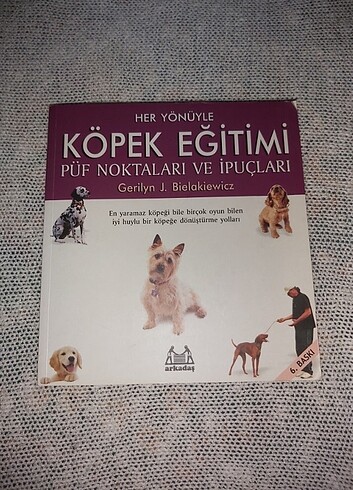 HER YÖNÜYLE
KÖPEK EĞİTİMİ
PÜF NOKTALARI VE İPUÇLARI
Gerilyn J. Bielakiewicz
En yaramaz köpeği bile birçok oyun bilen
iyi huylu bir köpeğe dönüştürme yolları
arkadaş
6. BASKI